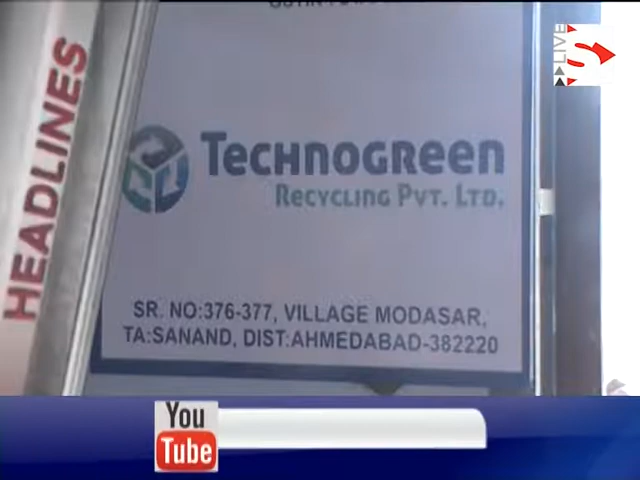 HEADLINES
LIVE
S
TECHNOGREEN
RECYCLING PVT. LTD.
SR. NO:376-377, VILLAGE MODASAR,
TA:SANAND, DIST:AHMEDABAD-382220
You
Tube